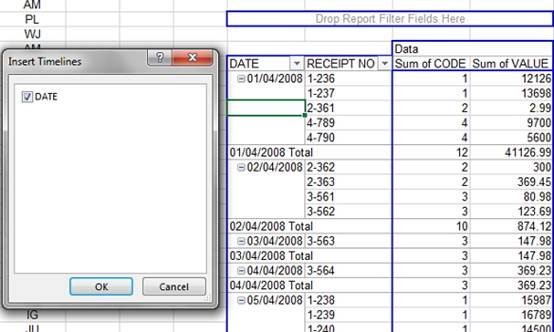 AM
PL
WJ
AM
Drop Report Filter Fields Here
Insert Timelines
DATE
OK Cancel
IG
JU
Data
DATE RECEIPT NO Sum of CODE Sum of VALUE
01/04/2008 1-236 1 12126
1-237 1 13698
2-361 2 2.99
4-789 4 9700
4-790 4 5600
01/04/2008 Total 12 41126.99
02/04/2008 2-362 2 300
2-363 2 369.45
3-561 3 80.98
3-562 3 123.69
02/04/2008 Total 10 874.12
03/04/2008 3-563 3 147.98
03/04/2008 Total 3 147.98
04/04/2008 3-564 3 369.23
04/04/2008 Total 3 369.23
05/04/2008 1-238 1 15987
1-239 1 16788
1-240 1 14500